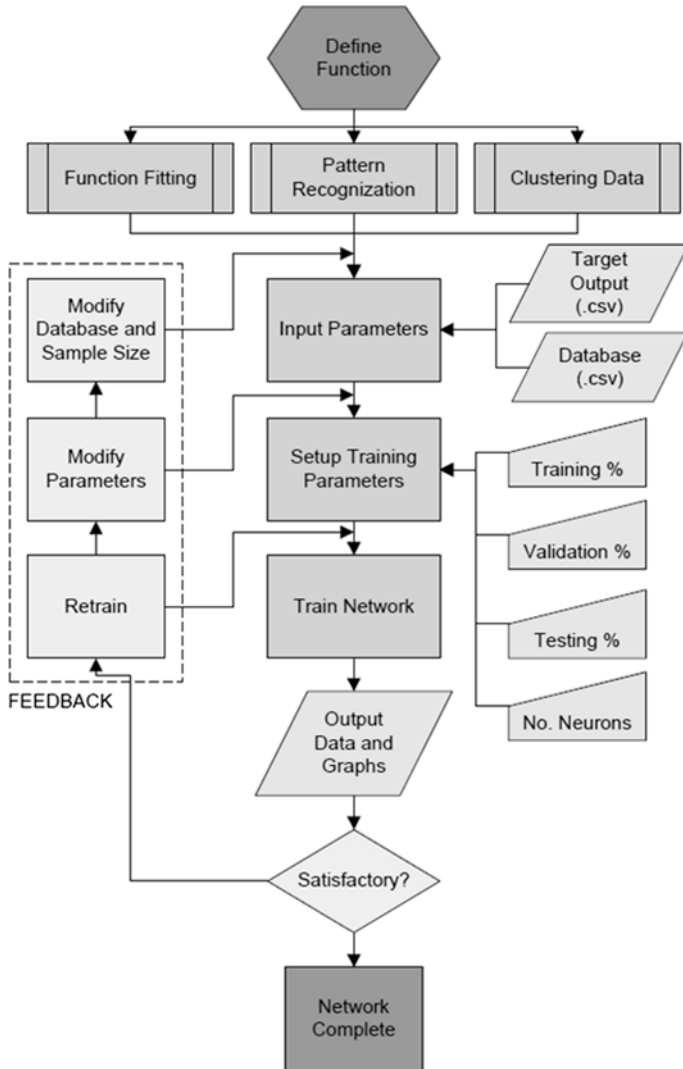 Define
Function
Function Fitting
Pattern
Recognization
Clustering Data
Modify
Database and
Sample Size
Input Parameters
Target
Output
(.csv)
Database
(.csv)
Modify
Parameters
Setup Training
Parameters
Training %
Validation %
Retrain
Train Network
Testing %
No. Neurons
FEEDBACK
Output
Data and
Graphs
Satisfactory?
Network
Complete